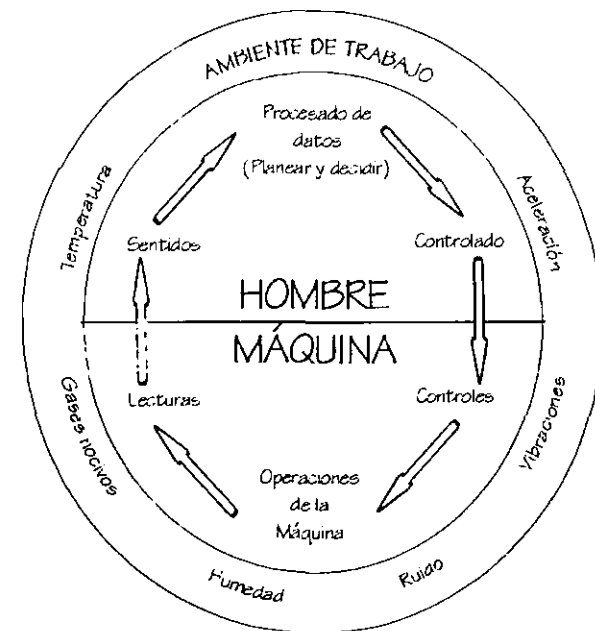 AMBIENTE DE TRABAJO
Procesado de
datos
(Planear y decidir)
Temperatura
Aceleración
Sentidos
Controlado
HOMBRE
MÁQUINA
Lecturas
Controles
Gases nocivos
Vibraciones
Operaciones
de la
Máquina
Humedad
Ruido